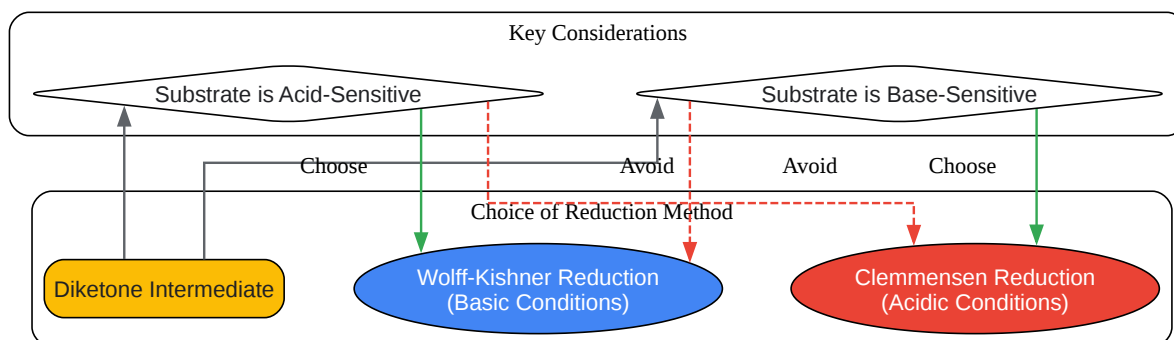 Key Considerations
Substrate is Acid-Sensitive
Substrate is Base-Sensitive
Choose
Avoid
Avoid
Choose
Choice of Reduction Method
Diketone Intermediate
Wolff-Kishner Reduction
(Basic Conditions)
Clemmensen Reduction
(Acidic Conditions)